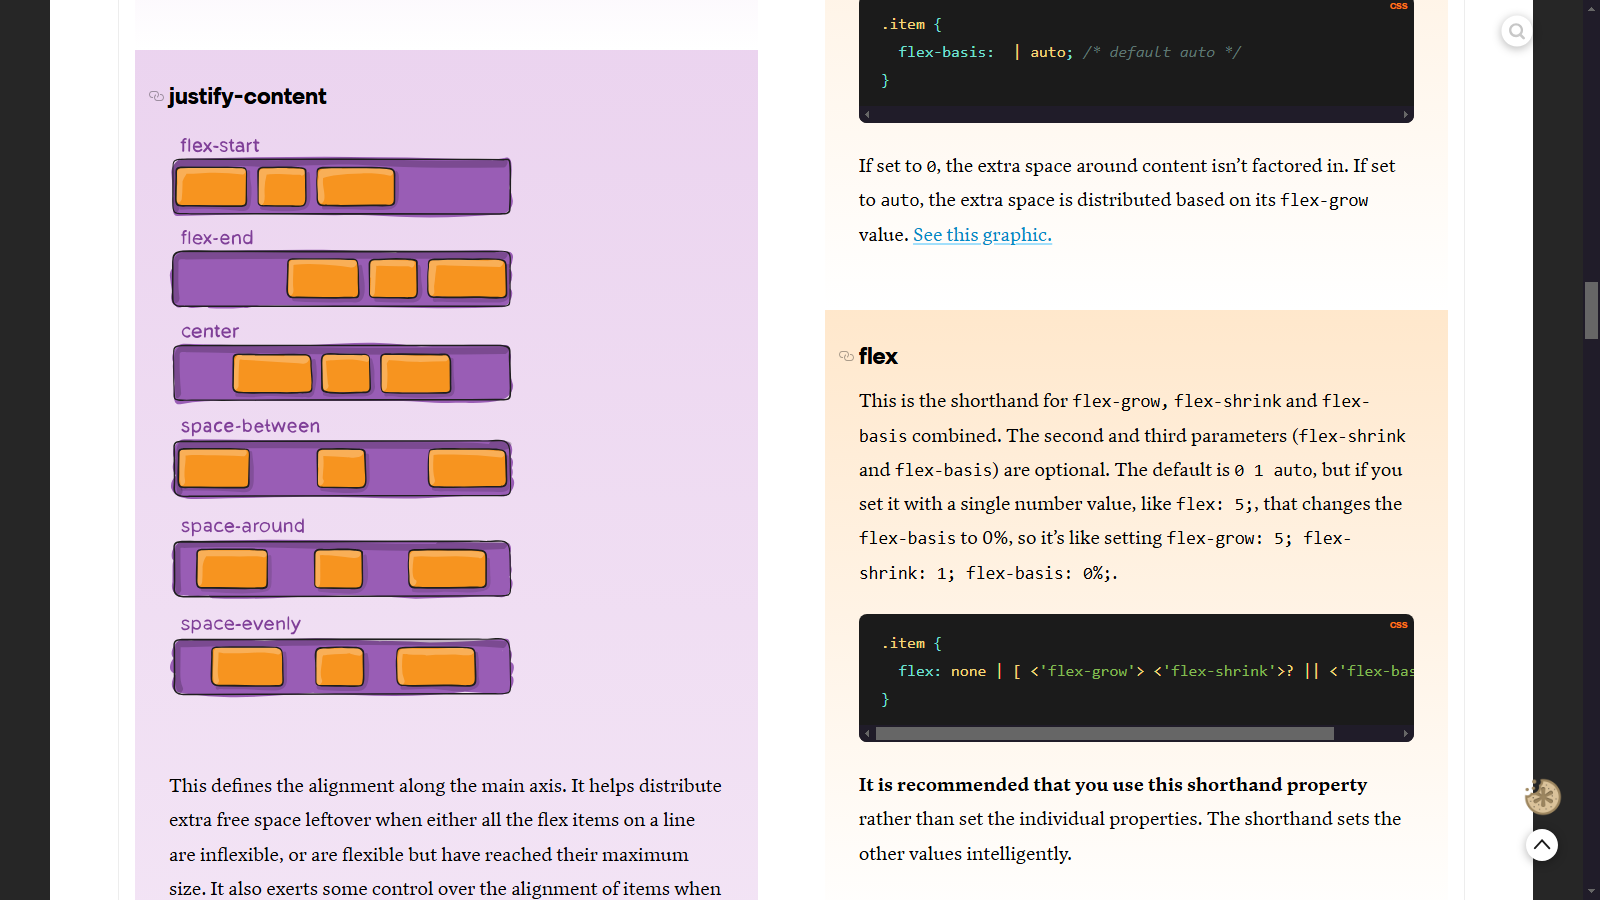 justify-content
flex-start
flex-end
center
space-between
space-around
space-evenly
This defines the alignment along the main axis. It helps distribute
extra free space leftover when either all the flex items on a line
are inflexible, or are flexible but have reached their maximum
size. It also exerts some control over the alignment of items when
CSS
.item {
flex-basis:  | auto; /* default auto */
}
If set to 0, the extra space around content isn’t factored in. If set
to auto, the extra space is distributed based on its flex-grow
value. See this graphic.
flex
This is the shorthand for flex-grow, flex-shrink and flex-
basis combined. The second and third parameters (flex-shrink
and flex-basis) are optional. The default is 0 1 auto, but if you
set it with a single number value, like flex: 5;, that changes the
flex-basis to 0%, so it’s like setting flex-grow: 5; flex-
shrink: 1; flex-basis: 0%;.
CSS
.item {
flex: none | [ <'flex-grow'> <'flex-shrink'>? || <'flex-bas
}
It is recommended that you use this shorthand property
rather than set the individual properties. The shorthand sets the
other values intelligently.